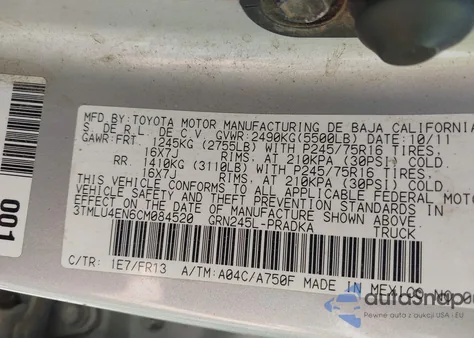 MFD.BY:TOYOTA MOTOR MANUFACTURING DE BAJA CALIFORNIA
S. DE R.L. DE C.V. GVWR:2490KG(5500LB) DATE: 10/11
GAWR:FRT. 1245KG (2755LB) WITH P245/75R16 TIRES,
16X7J RIMS, AT 210KPA (30PSI) COLD.
RR 1410KG (3110LB) WITH P245/75R16 TIRES,
16X7J RIMS, AT 210KPA (30PSI) COLD.
THIS VEHICLE CONFORMS TO ALL APPLICABLE FEDERAL MOTOR
VEHICLE SAFETY AND THEFT PREVENTION STANDARDS IN
EFFECT ON THE DATE OF MANUFACTURE SHOWN ABOVE.
3TMLU4EN6CM084520 GRN245L-PRADKA TRUCK
C/TR: 1E7/FR13 A/TM:A04C/A750F MADE IN MEXICO NO.
001
autoSnap